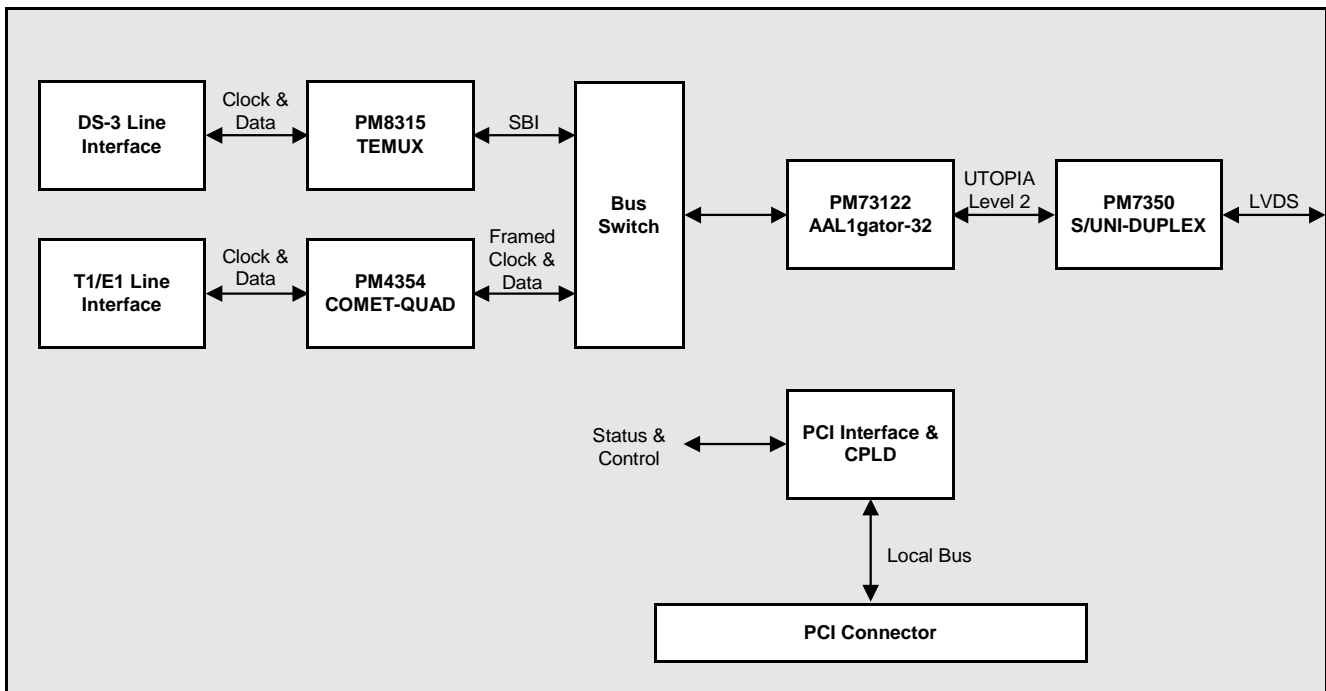 DS-3 Line
Interface
Clock &
Data
PM8315
TEMUX
SBI
T1/E1 Line
Interface
Clock &
Data
PM4354
COMET-QUAD
Framed
Clock &
Data
Bus
Switch
PM73122
AAL1gator-32
UTOPIA
Level 2
PM7350
S/UNI-DUPLEX
LVDS
Status &
Control
PCI Interface &
CPLD
Local Bus
PCI Connector